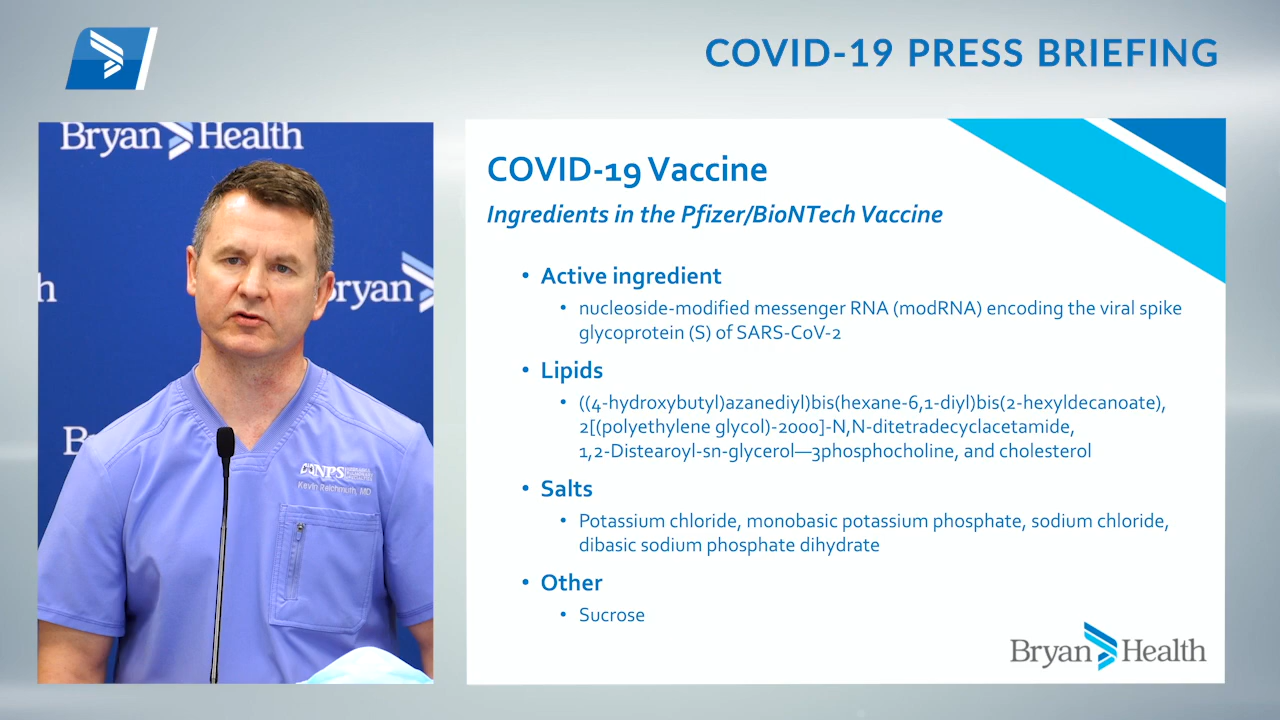 COVID-19 PRESS BRIEFING
Bryan Health
h
Bryan
B
NPS
Kevin Reichmuth, MD
COVID-19 Vaccine
Ingredients in the Pfizer/BioNTech Vaccine
• Active ingredient
• nucleoside-modified messenger RNA (modRNA) encoding the viral spike
glycoprotein (S) of SARS-CoV-2
• Lipids
• ((4-hydroxybutyl)azanediyl)bis(hexane-6,1-diyl)bis(2-hexyldecanoate),
2[(polyethylene glycol)-2000]-N,N-ditetradecyclacetamide,
1,2-Distearoyl-sn-glycerol—3phosphocholine, and cholesterol
• Salts
• Potassium chloride, monobasic potassium phosphate, sodium chloride,
dibasic sodium phosphate dihydrate
• Other
• Sucrose
Bryan Health